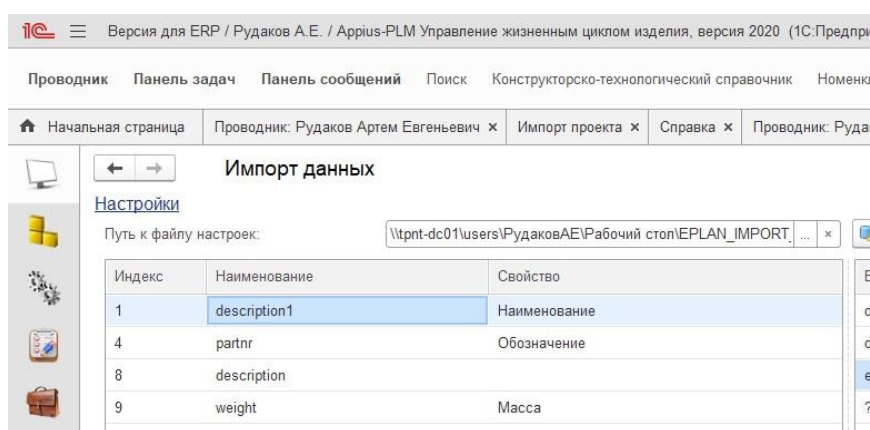 1С Версия для ERP / Рудаков А.Е. / Appius-PLM Управление жизненным циклом изделия, версия 2020 (1С:Предпри
Проводник Панель задач Панель сообщений Поиск Конструкторско-технологический справочник Номенк
Начальная страница Проводник: Рудаков Артем Евгеньевич × Импорт проекта × Справка × Проводник: Руда
Импорт данных
Настройки
Путь к файлу настроек: \\tpnt-dc01\users\РудаковАЕ\Рабочий стол\EPLAN_IMPORT_ ... ×
Индекс Наименование Свойство
1 description1 Наименование
4 partnr Обозначение
8 description
9 weight Масса ?